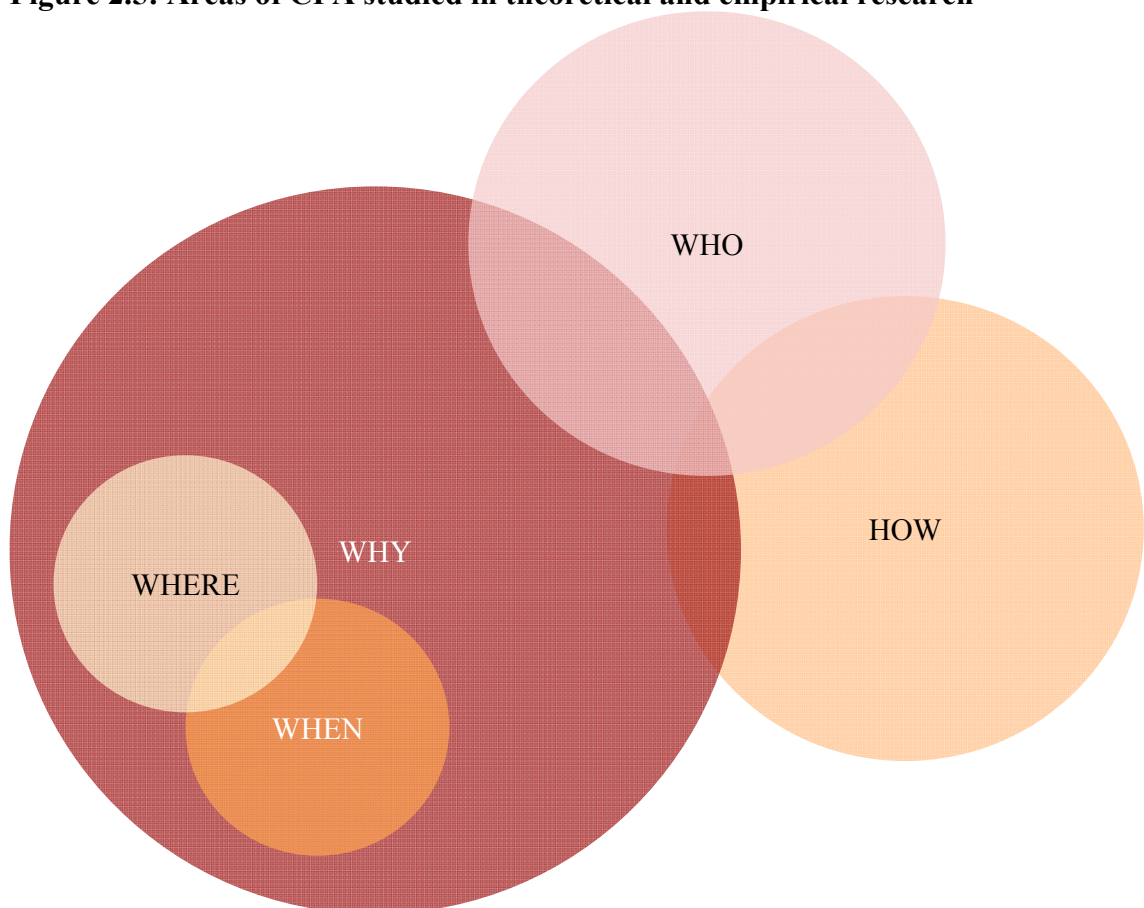 Figure 2.3: Areas of CPA studied in theoretical and empirical research
WHO
HOW
WHY
WHERE
WHEN